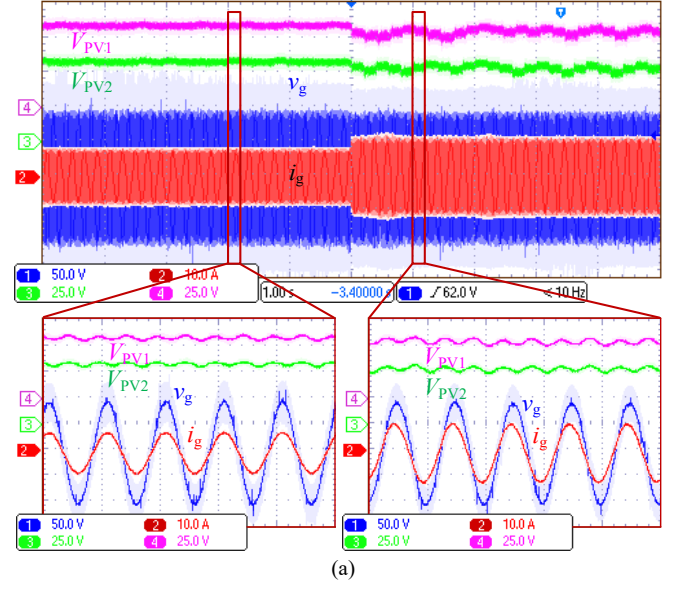 V_PV1
V_PV2
v_g
4
3
2
i_g
1 50.0 V 2 10.0 A
3 25.0 V 4 25.0 V
1.00 s -3.40000 s
1 62.0 V < 10 Hz
V_PV1
V_PV2
v_g
4
3
i_g
2
V_PV1
V_PV2
v_g
4
3
i_g
2
1 50.0 V 2 10.0 A
3 25.0 V 4 25.0 V
1 50.0 V 2 10.0 A
3 25.0 V 4 25.0 V
(a)